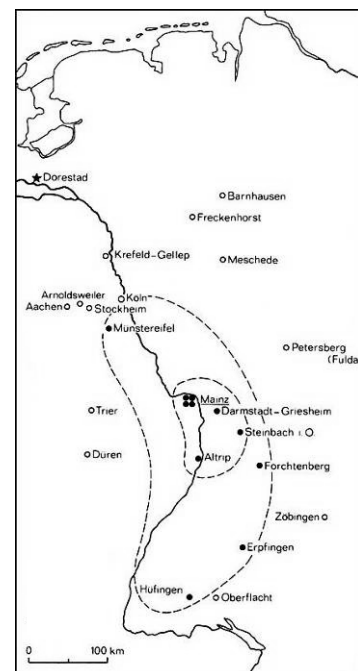 Dorestad
Barnhausen
Freckenhorst
Krefeld-Gellep
Meschede
Köln
Arnoldsweiler
Aachen
Stockheim
Münstereifel
Petersberg
(Fulda
Mainz
Trier
Darmstadt-Griesheim
Steinbach i.O.
Düren
Altrip
Forchtenberg
Zöbingen
Erpfingen
Hüfingen
Oberflacht
0 100 km